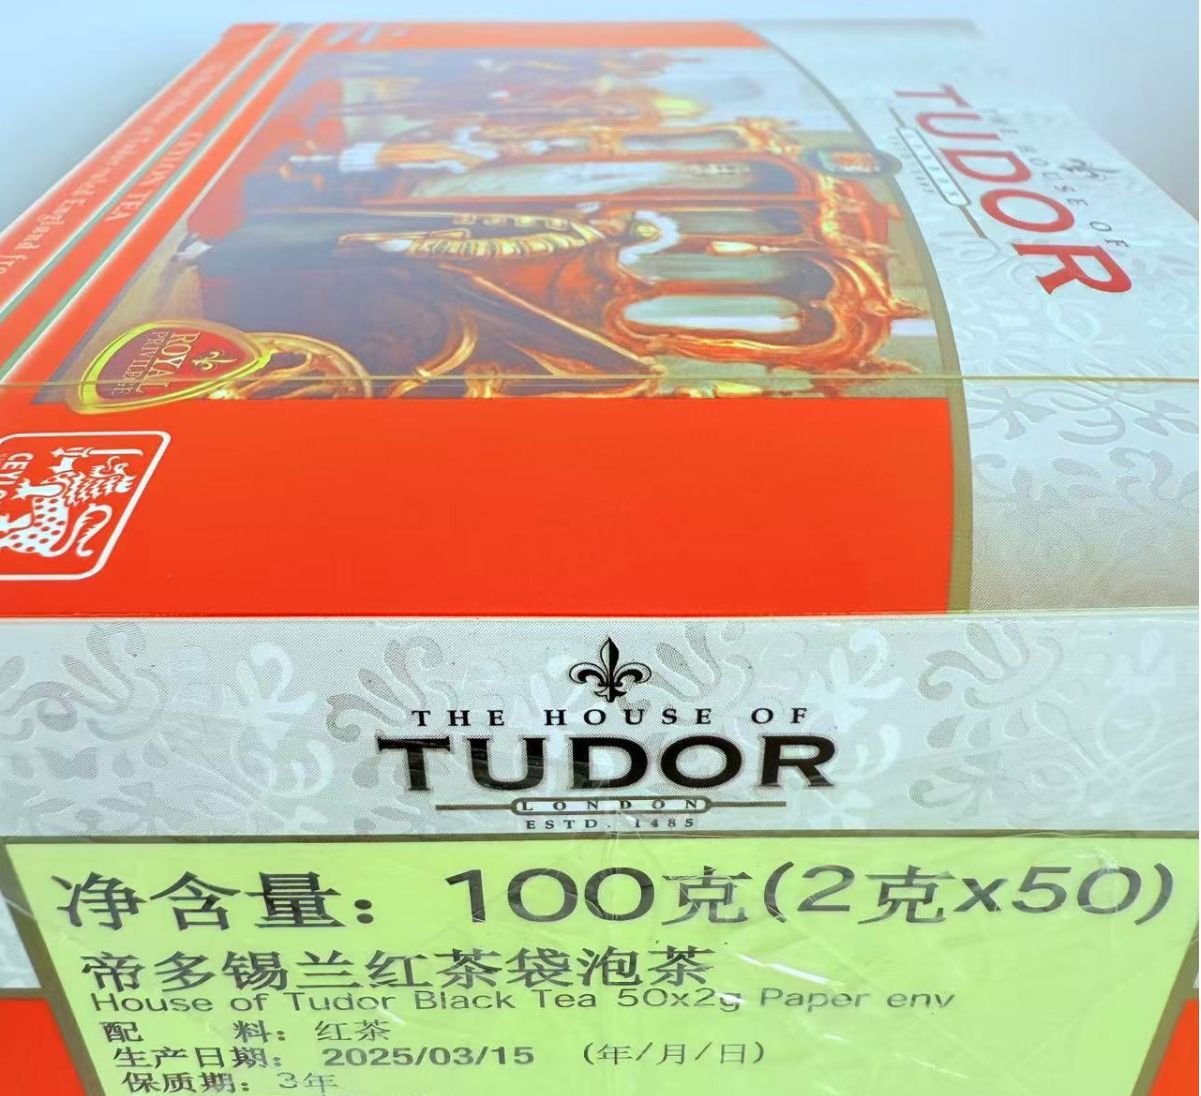 THE HOUSE OF
TUDOR
CEYLON TEA
ROYAL
PRIVILEGE
THE HOUSE OF
TUDOR
LONDON
ESTD. 1485
净含量：100克(2克x50)
帝多锡兰红茶袋泡茶
House of Tudor Black Tea 50x2g Paper env
配 料：红茶
生产日期： 2025/03/15 （年/月/日）
保质期：3年